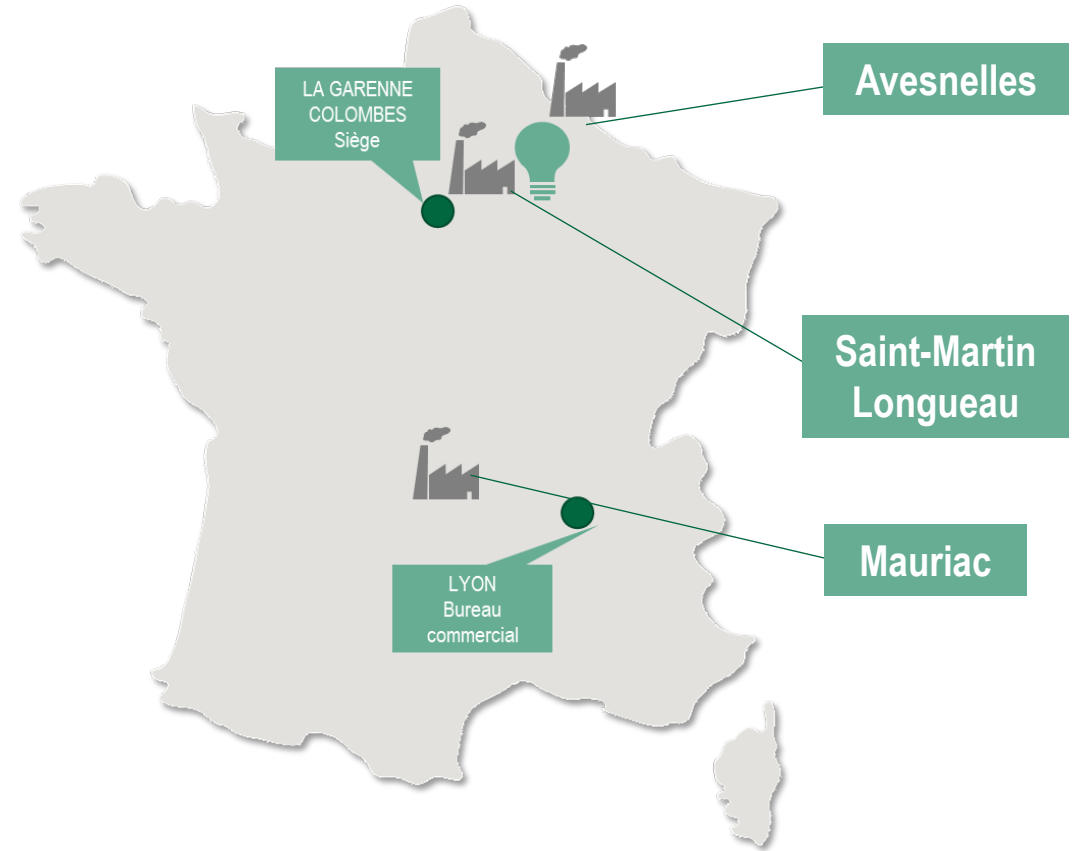 LA GARENNE
COLOMBES
Siège
Avesnelles
Saint-Martin
Longueau
Mauriac
LYON
Bureau
commercial